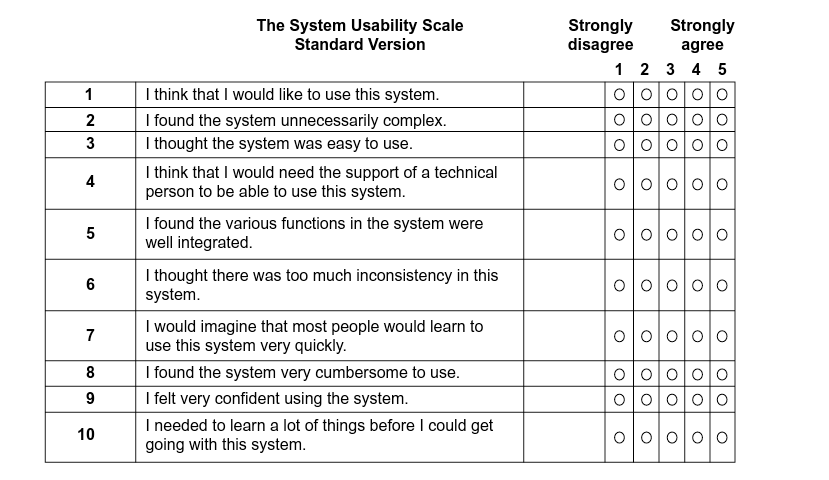 The System Usability Scale
Standard Version
Strongly
disagree
Strongly
agree
1 2 3 4 5
1 I think that I would like to use this system.
2 I found the system unnecessarily complex.
3 I thought the system was easy to use.
4 I think that I would need the support of a technical
person to be able to use this system.
5 I found the various functions in the system were
well integrated.
6 I thought there was too much inconsistency in this
system.
7 I would imagine that most people would learn to
use this system very quickly.
8 I found the system very cumbersome to use.
9 I felt very confident using the system.
10 I needed to learn a lot of things before I could get
going with this system.